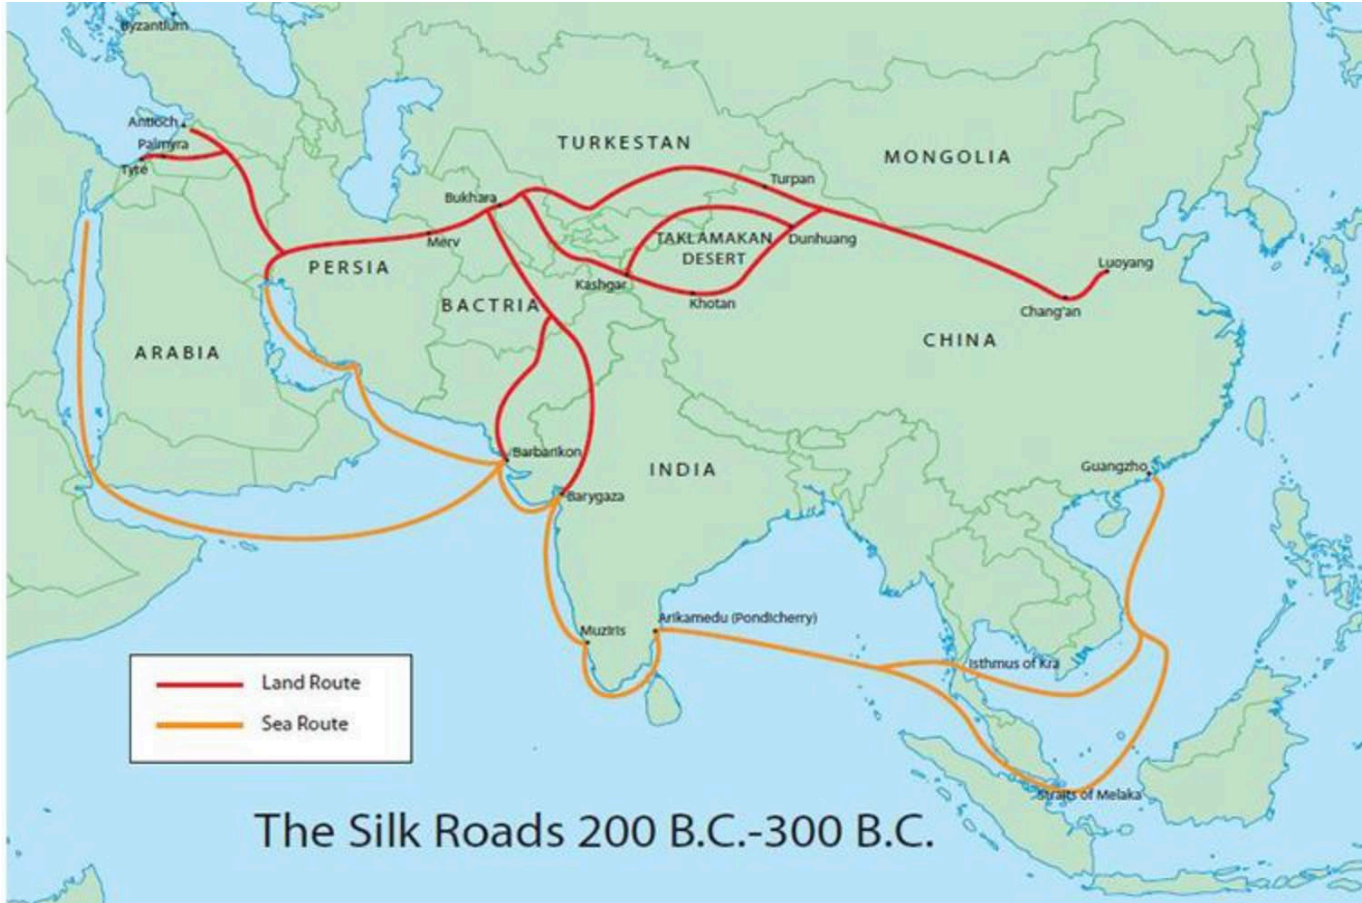 Byzantium
Antioch
Palmyra
Tyre
TURKESTAN
MONGOLIA
Turpan
Bukhara
Merv
TAKLAMAKAN
DESERT
Dunhuang
Luoyang
PERSIA
Kashgar
Khotan
Chang'an
BACTRIA
CHINA
ARABIA
Barbarikon
INDIA
Guangzho
Barygaza
Arikamedu (Pondicherry)
Muziris
Isthmus of Kra
Land Route
Sea Route
Straits of Melaka
The Silk Roads 200 B.C.-300 B.C.